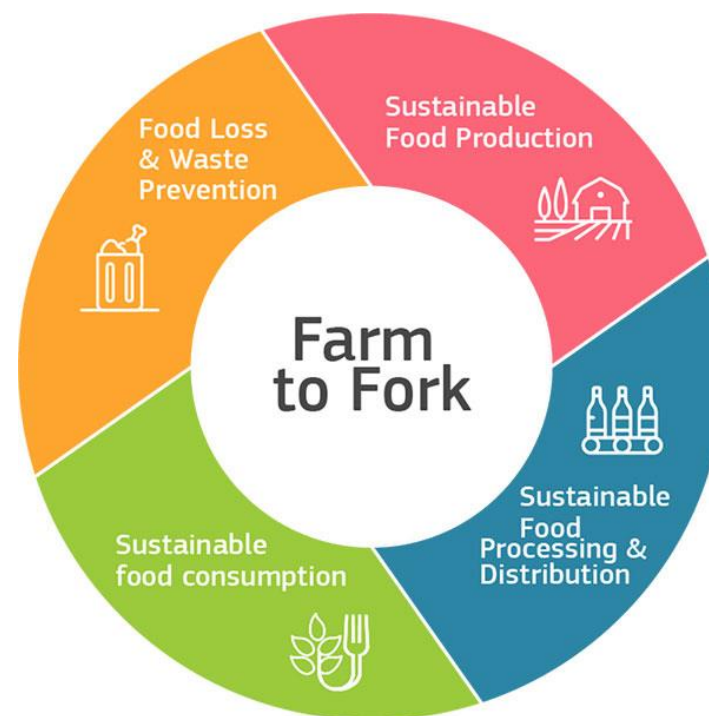 Food Loss
& Waste
Prevention
Sustainable
Food Production
Farm
to Fork
Sustainable
Food
Processing &
Distribution
Sustainable
food consumption